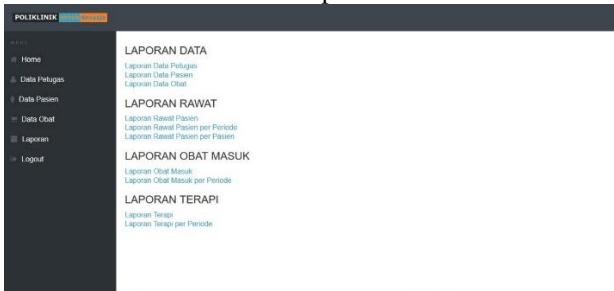 POLIKLINIK
MENU
Home
Data Petugas
Data Pasien
Data Obat
Laporan
Logout
LAPORAN DATA
Laporan Data Petugas
Laporan Data Pasien
Laporan Data Obat
LAPORAN RAWAT
Laporan Rawat Pasien
Laporan Rawat Pasien per Periode
Laporan Rawat Pasien per Pasien
LAPORAN OBAT MASUK
Laporan Obat Masuk
Laporan Obat Masuk per Periode
LAPORAN TERAPI
Laporan Terapi
Laporan Terapi per Periode